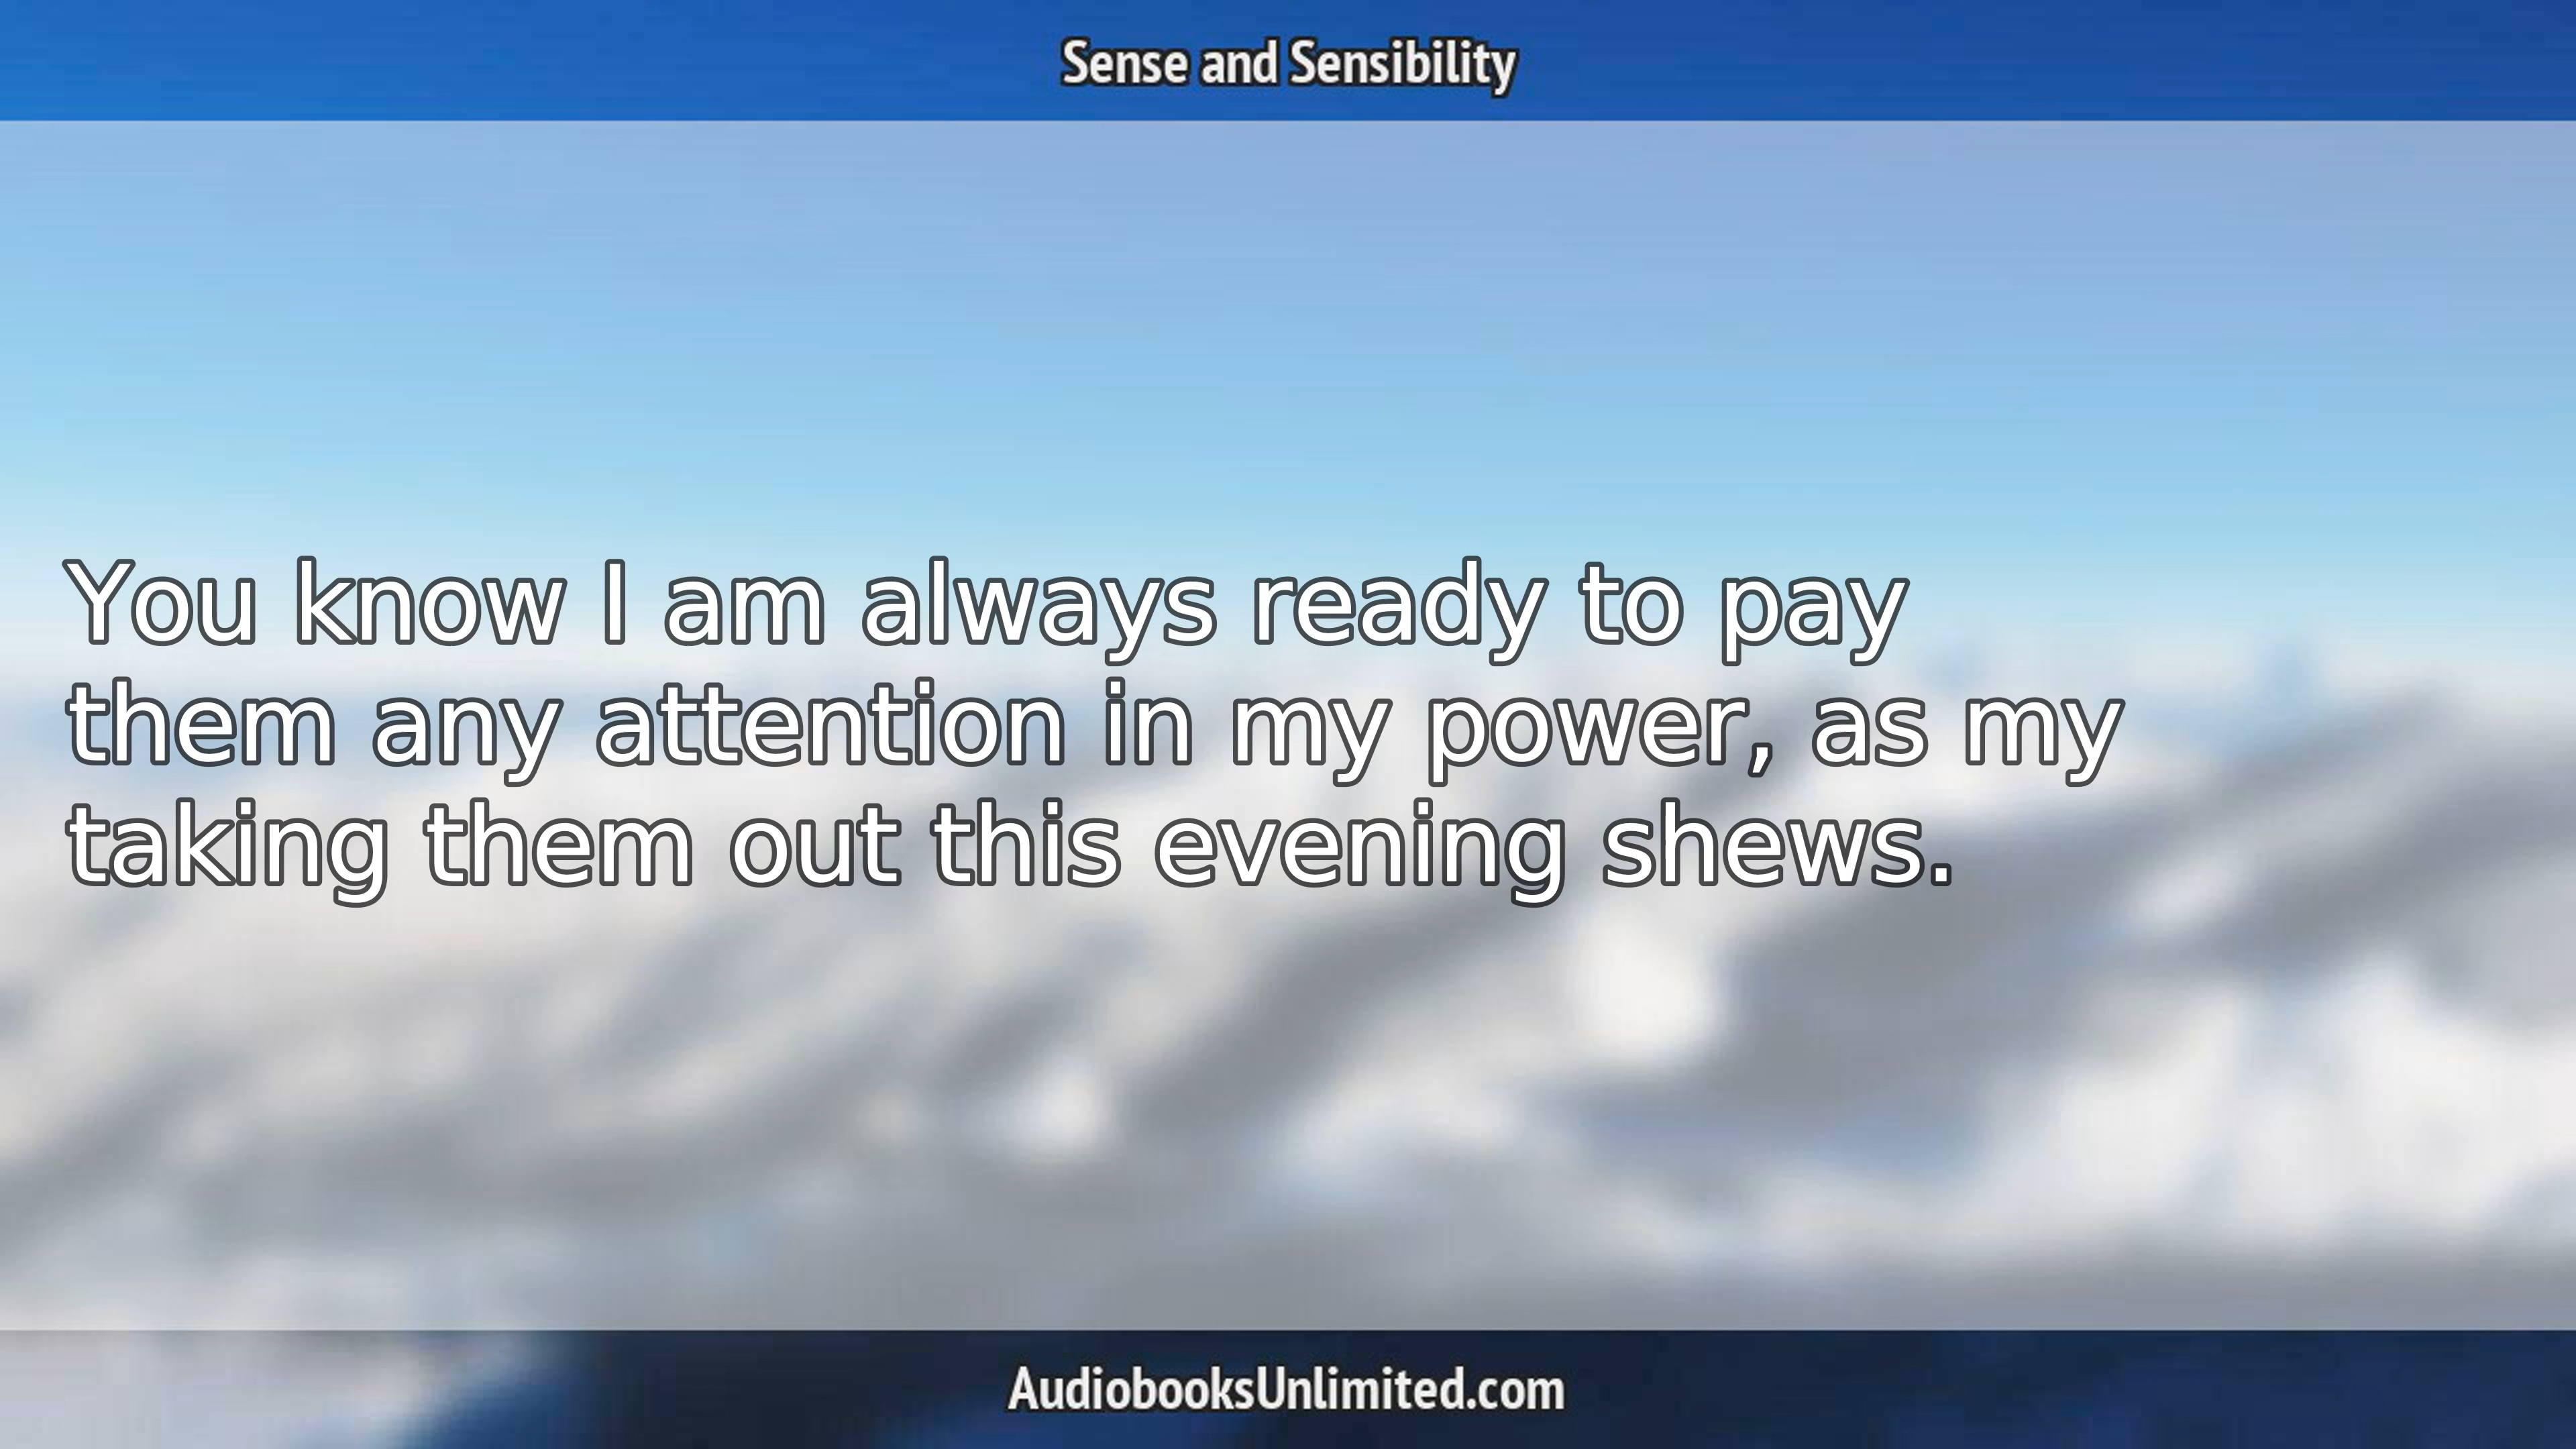 Sense and Sensibility
You know I am always ready to pay
them any attention in my power, as my
taking them out this evening shews.
AudiobooksUnlimited.com